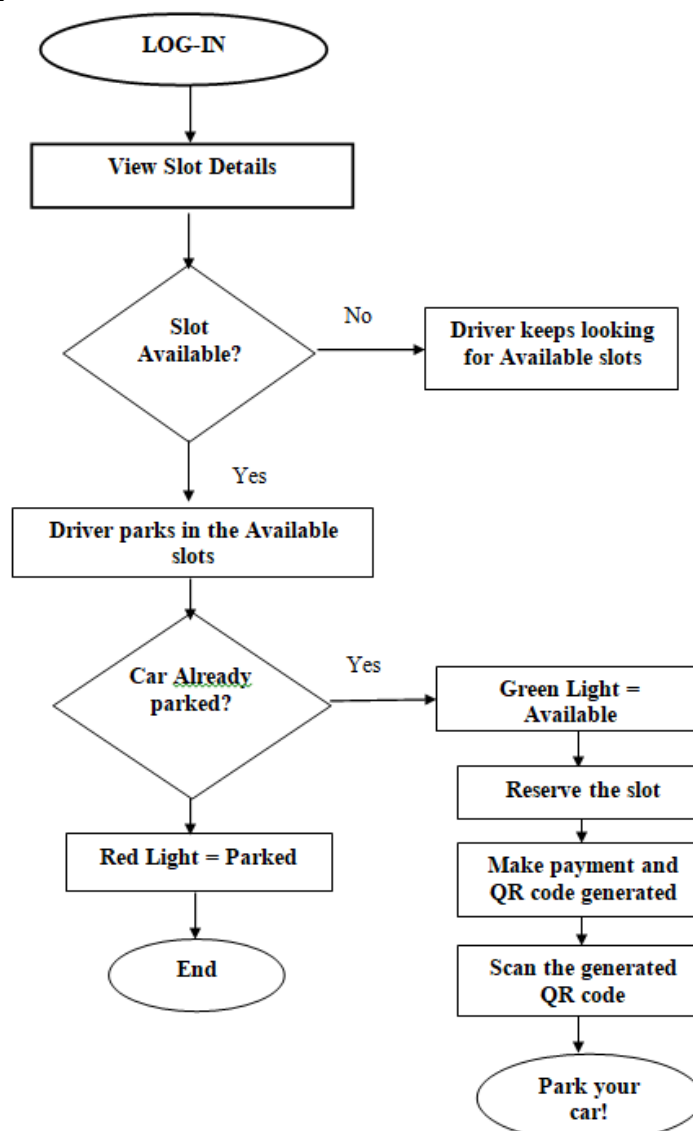 LOG-IN
View Slot Details
Slot
Available?
No
Driver keeps looking
for Available slots
Yes
Driver parks in the Available
slots
Car Already
parked?
Yes
Green Light =
Available
Reserve the slot
Red Light = Parked
Make payment and
QR code generated
End
Scan the generated
QR code
Park your
car!